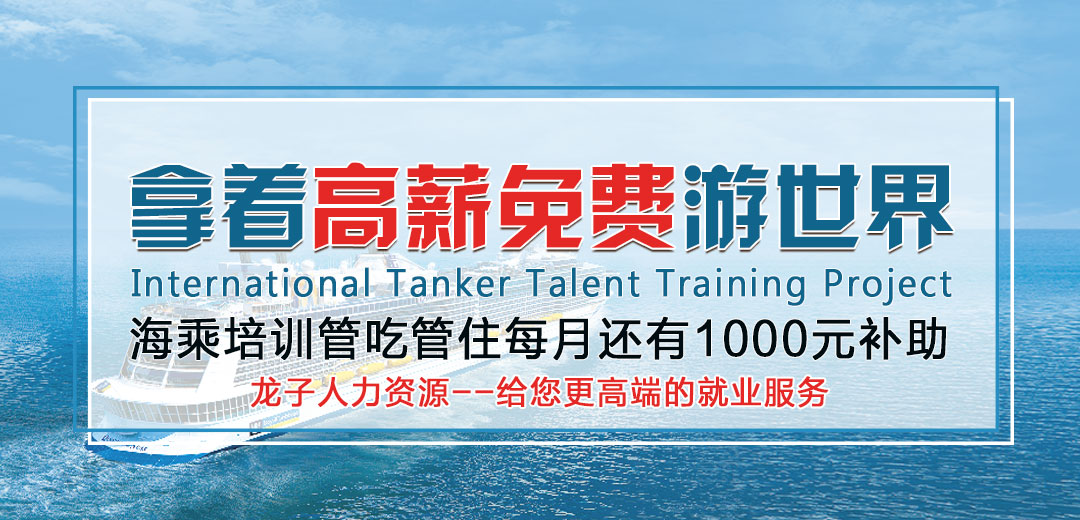 拿着高薪免费游世界
International Tanker Talent Training Project
海乘培训管吃管住每月还有1000元补助
龙子人力资源--给您更高端的就业服务